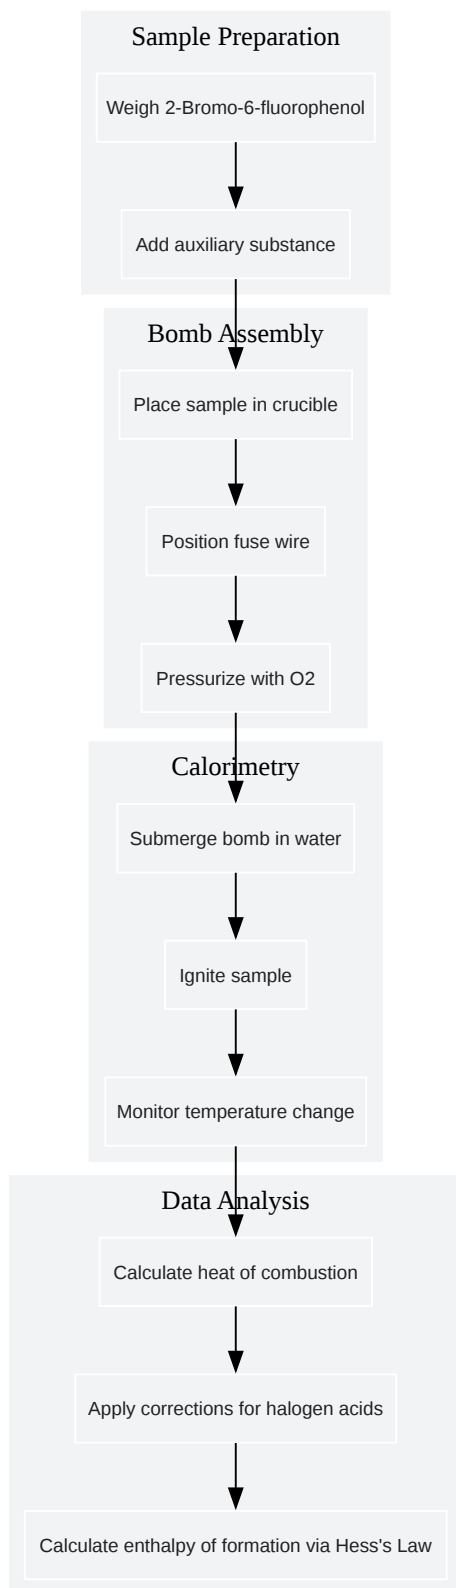 Sample Preparation
Weigh 2-Bromo-6-fluorophenol
Add auxiliary substance
Bomb Assembly
Place sample in crucible
Position fuse wire
Pressurize with O2
Calorimetry
Submerge bomb in water
Ignite sample
Monitor temperature change
Data Analysis
Calculate heat of combustion
Apply corrections for halogen acids
Calculate enthalpy of formation via Hess's Law